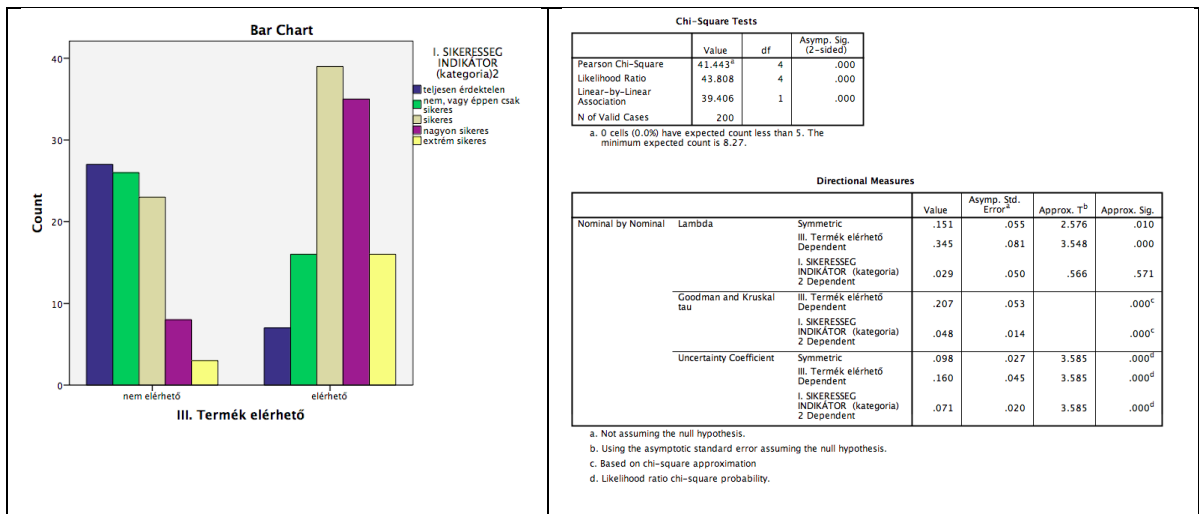 Bar Chart
I. SIKERESSEG
INDIKÁTOR
(kategoria)2
teljesen érdektelen
nem, vagy éppen csak
sikeres
sikeres
nagyon sikeres
extrém sikeres
40
30
20
10
0
Count
nem elérhető
elérhető
III. Termék elérhető
Chi-Square Tests
Value df Asymp. Sig.
(2-sided)
Pearson Chi-Square 41.443a 4 .000
Likelihood Ratio 43.808 4 .000
Linear-by-Linear
Association 39.406 1 .000
N of Valid Cases 200
a. 0 cells (0.0%) have expected count less than 5. The
minimum expected count is 8.27.
Directional Measures
Value Asymp. Std.
Errora Approx. Tb Approx. Sig.
Nominal by Nominal Lambda Symmetric .151 .055 2.576 .010
III. Termék elérhető
Dependent .345 .081 3.548 .000
I. SIKERESSEG
INDIKÁTOR (kategoria)
2 Dependent .029 .050 .566 .571
Goodman and Kruskal
tau III. Termék elérhető
Dependent .207 .053 .000c
I. SIKERESSEG
INDIKÁTOR (kategoria)
2 Dependent .048 .014 .000c
Uncertainty Coefficient Symmetric .098 .027 3.585 .000d
III. Termék elérhető
Dependent .160 .045 3.585 .000d
I. SIKERESSEG
INDIKÁTOR (kategoria)
2 Dependent .071 .020 3.585 .000d
a. Not assuming the null hypothesis.
b. Using the asymptotic standard error assuming the null hypothesis.
c. Based on chi-square approximation
d. Likelihood ratio chi-square probability.